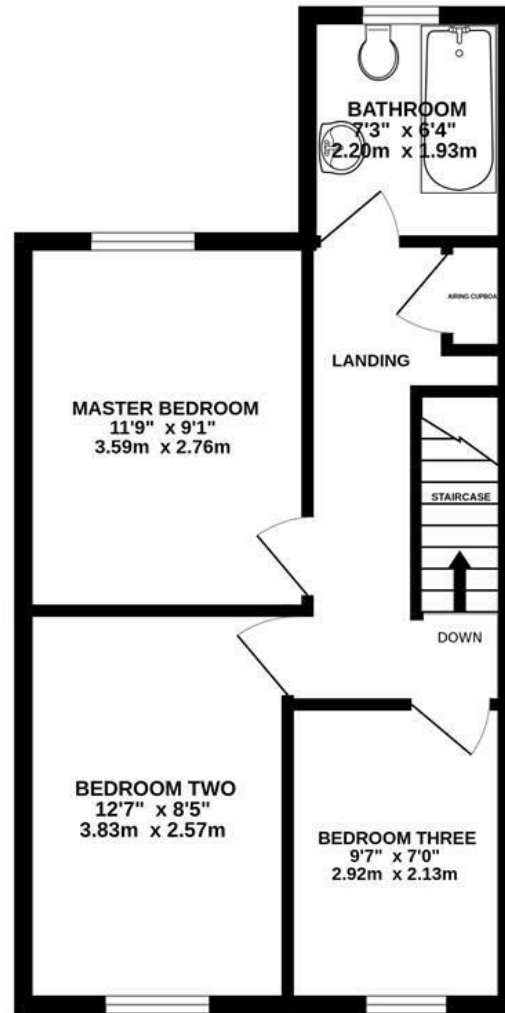 BATHROOM
7'3" x 6'4"
2.20m x 1.93m
AIRING CUPBOA
LANDING
MASTER BEDROOM
11'9" x 9'1"
3.59m x 2.76m
STAIRCASE
DOWN
BEDROOM TWO
12'7" x 8'5"
3.83m x 2.57m
BEDROOM THREE
9'7" x 7'0"
2.92m x 2.13m